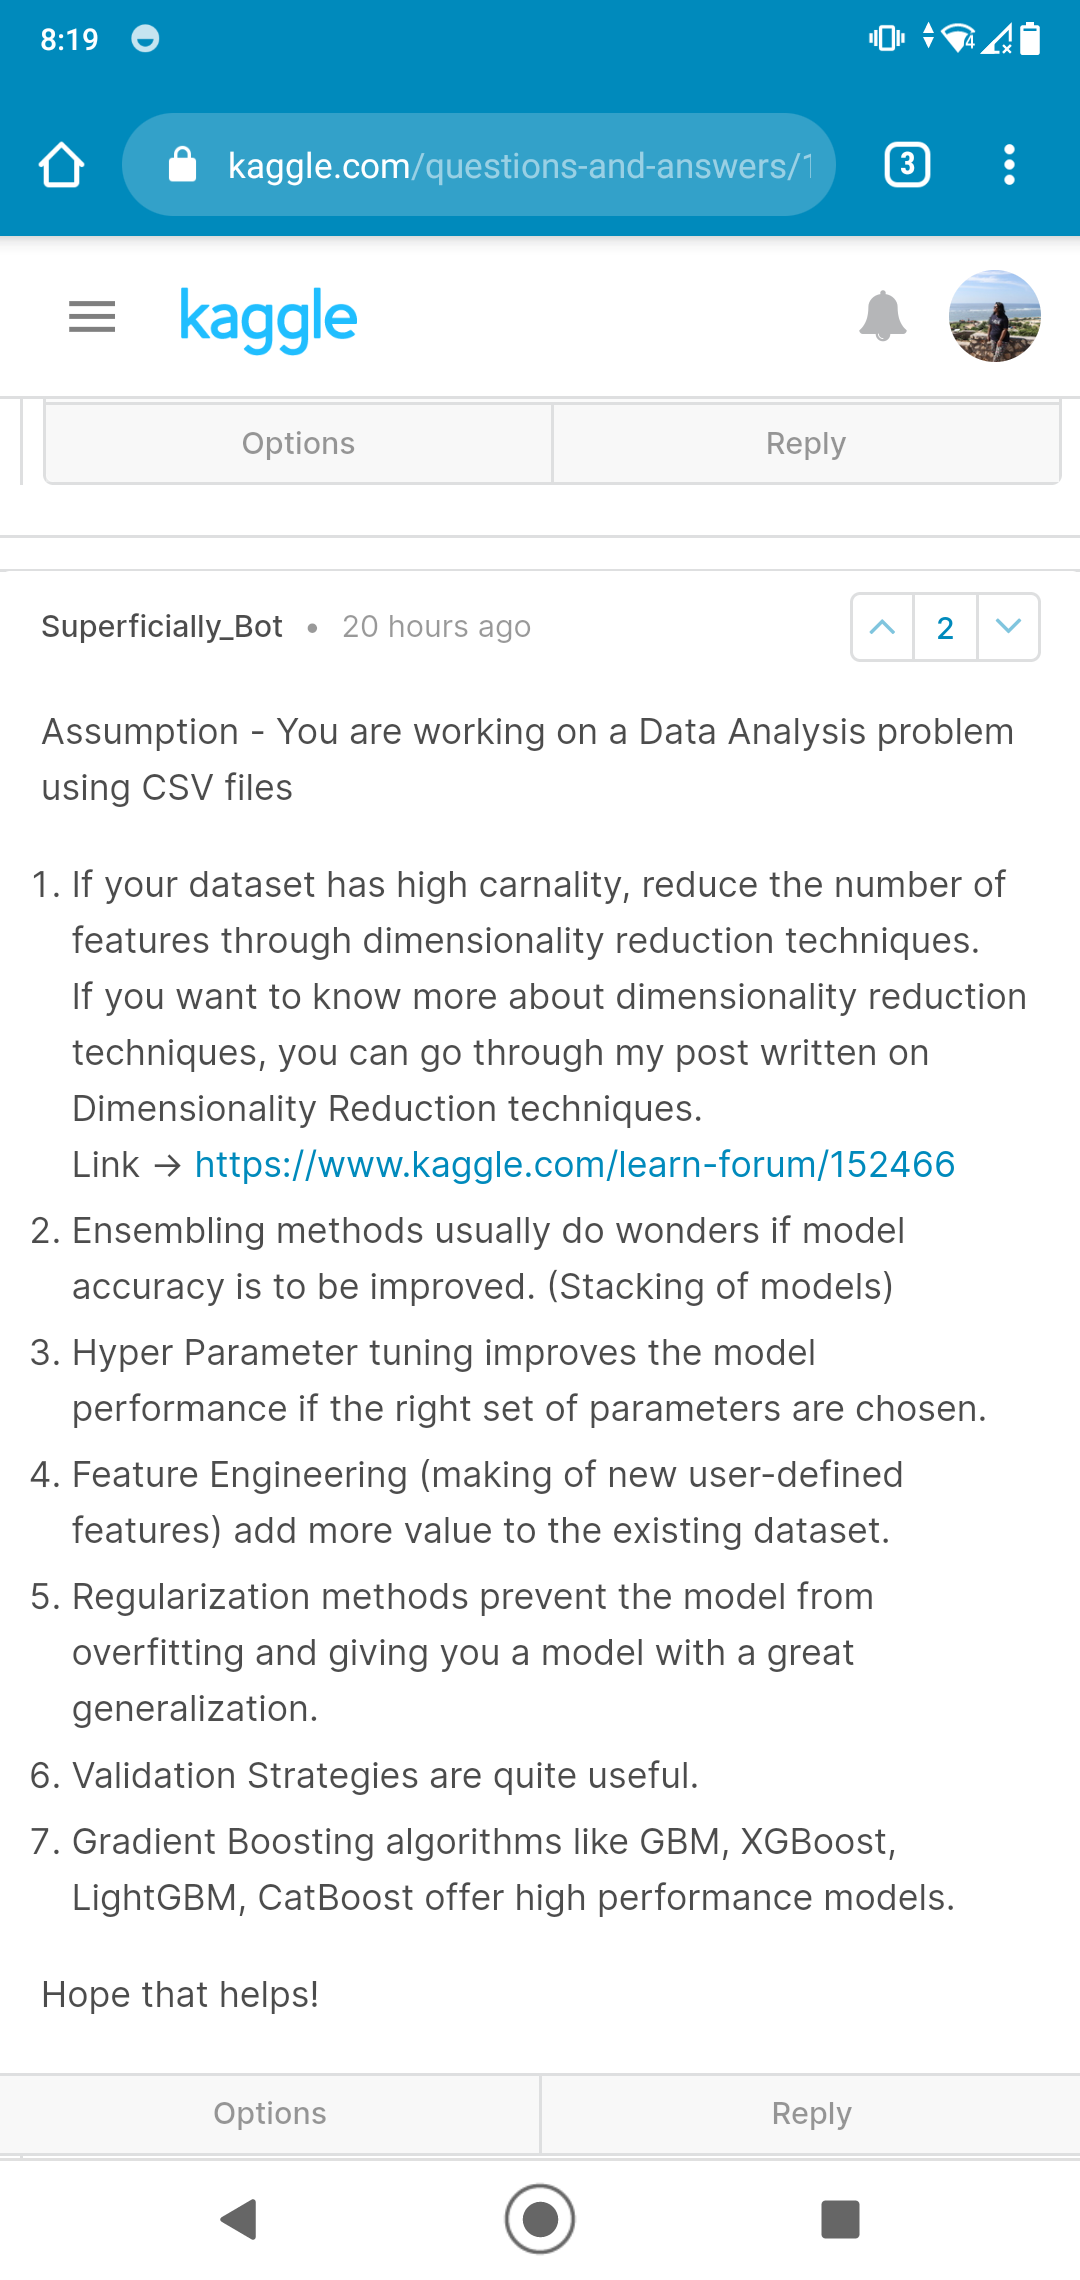 8:19
4
kaggle.com/questions-and-answers/1
3
kaggle
Options
Reply
Superficially_Bot • 20 hours ago
2
Assumption - You are working on a Data Analysis problem
using CSV files
1. If your dataset has high carnality, reduce the number of
features through dimensionality reduction techniques.
If you want to know more about dimensionality reduction
techniques, you can go through my post written on
Dimensionality Reduction techniques.
Link → https://www.kaggle.com/learn-forum/152466
2. Ensembling methods usually do wonders if model
accuracy is to be improved. (Stacking of models)
3. Hyper Parameter tuning improves the model
performance if the right set of parameters are chosen.
4. Feature Engineering (making of new user-defined
features) add more value to the existing dataset.
5. Regularization methods prevent the model from
overfitting and giving you a model with a great
generalization.
6. Validation Strategies are quite useful.
7. Gradient Boosting algorithms like GBM, XGBoost,
LightGBM, CatBoost offer high performance models.
Hope that helps!
Options
Reply